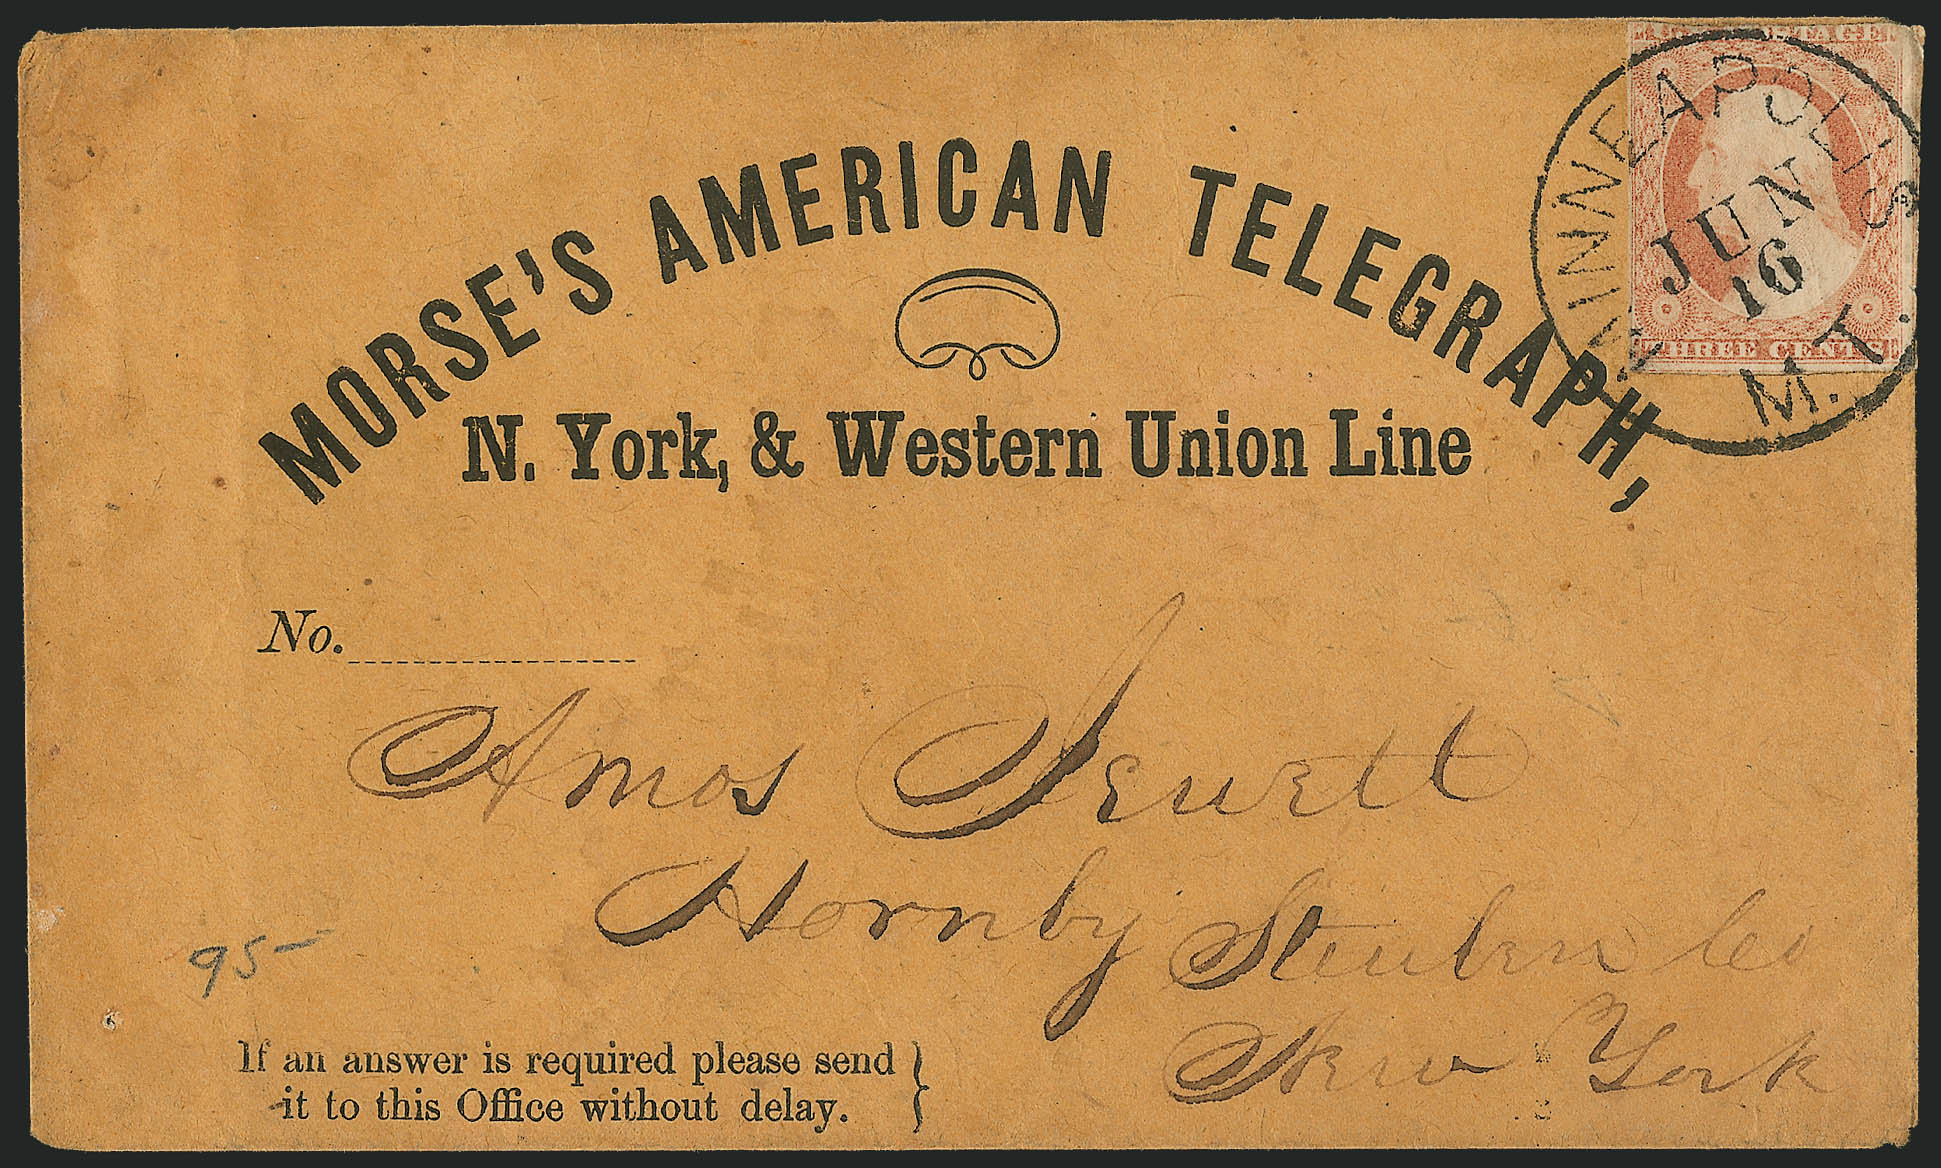 U.S. POSTAGE
MINNEAPOLIS
JUN
16
M. T.
THREE CENTS
MORSE'S AMERICAN TELEGRAPH,
N. York, & Western Union Line
No.
Amos Jewett
Hornby Steuben Co
New York
95-
If an answer is required please send
it to this Office without delay.